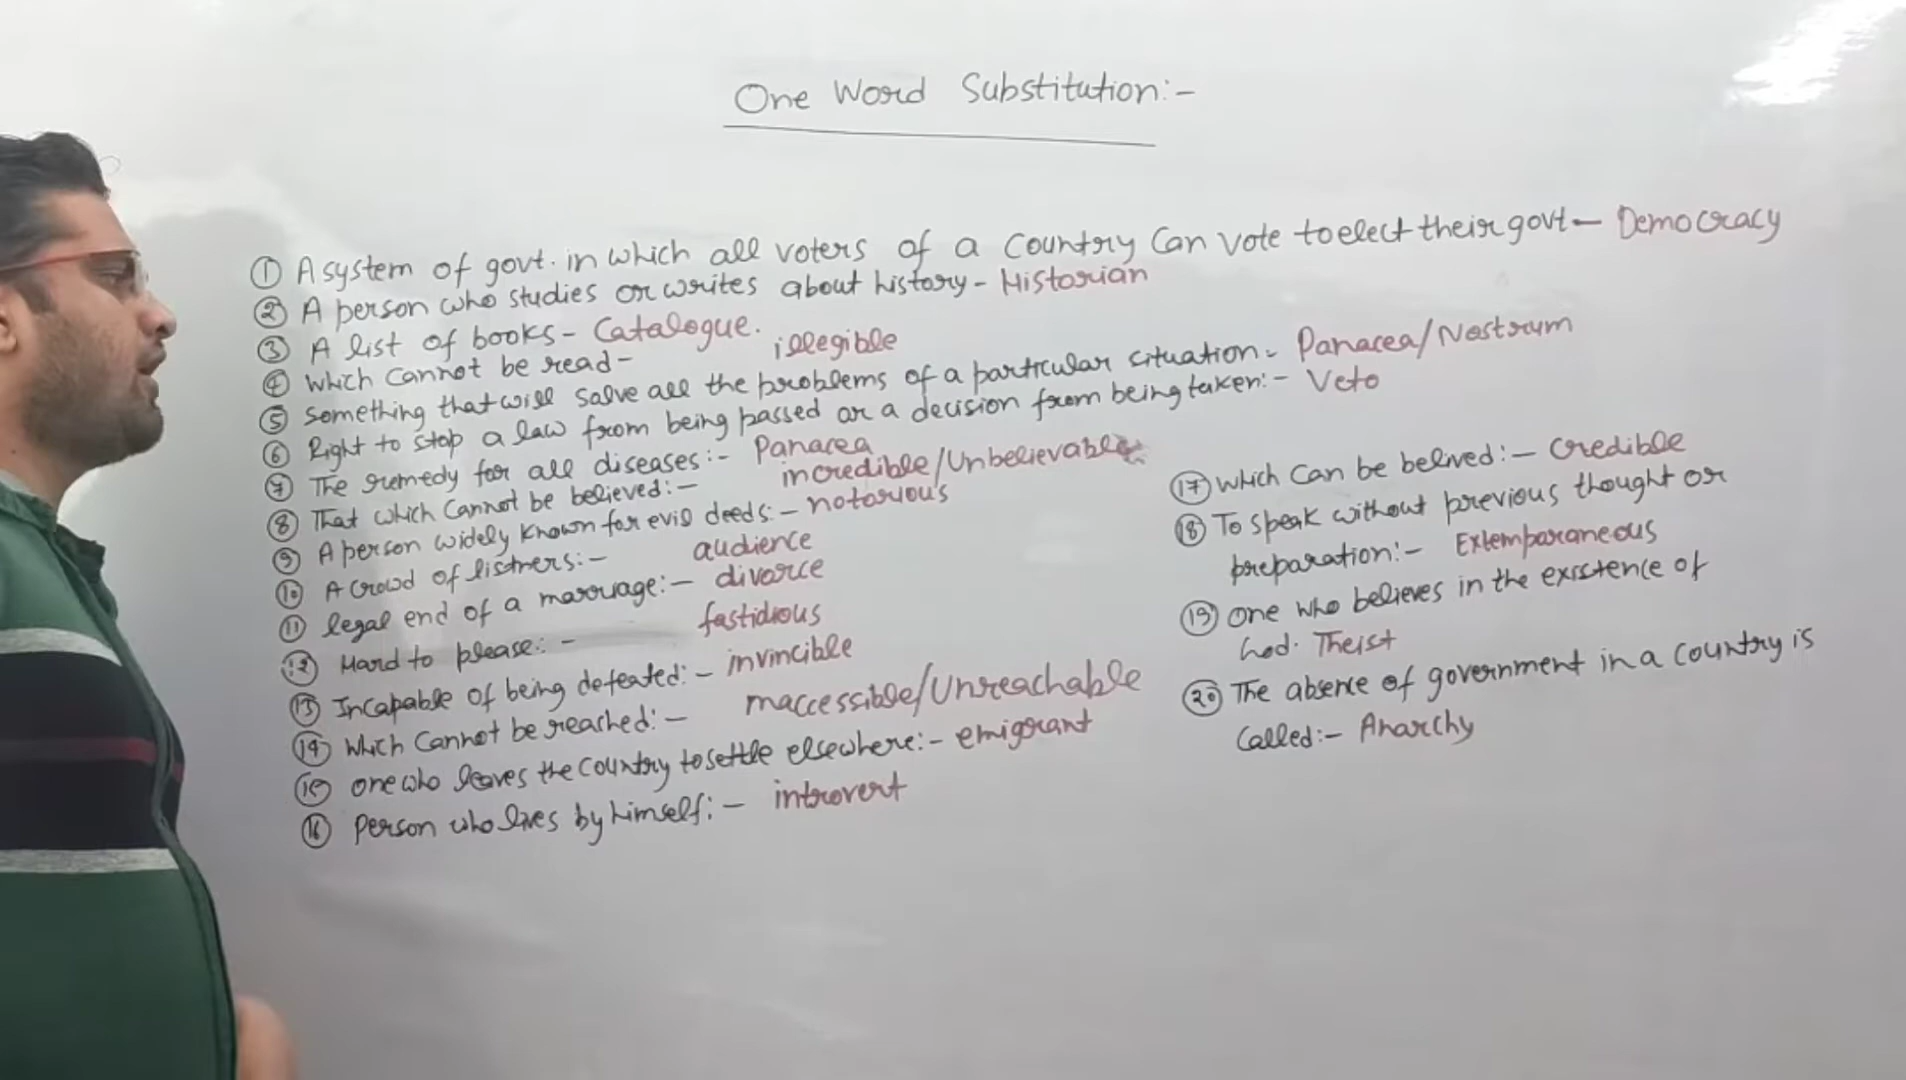 One Word Substitution:-
① A system of govt. in which all voters of a country can vote to elect their govt - Democracy
② A person who studies or writes about history - Historian
③ A list of books - Catalogue.
④ which cannot be read - illegible
⑤ something that will solve all the problems of a particular situation - Panacea/Nostrum
⑥ Right to stop a law from being passed or a decision from being taken:- Veto
⑦ The remedy for all diseases:- Panacea
⑧ That which cannot be believed:- incredible/Unbelievable
⑨ A person widely known for evil deeds:- notorious
⑩ A crowd of listners:- audience
⑪ legal end of a marriage:- divorce
⑫ Hard to please:- fastidious
⑬ Incapable of being defeated:- invincible
⑭ which cannot be reached:- inaccessible/Unreachable
⑮ one who leaves the country to settle elsewhere:- emigrant
⑯ Person who lives by himself:- introvert
⑰ which can be belived:- Credible
⑱ To speak without previous thought or
preparation:- Extemporaneous
⑲ one who believes in the existence of
God. Theist
⑳ The absence of government in a country is
called:- Anarchy